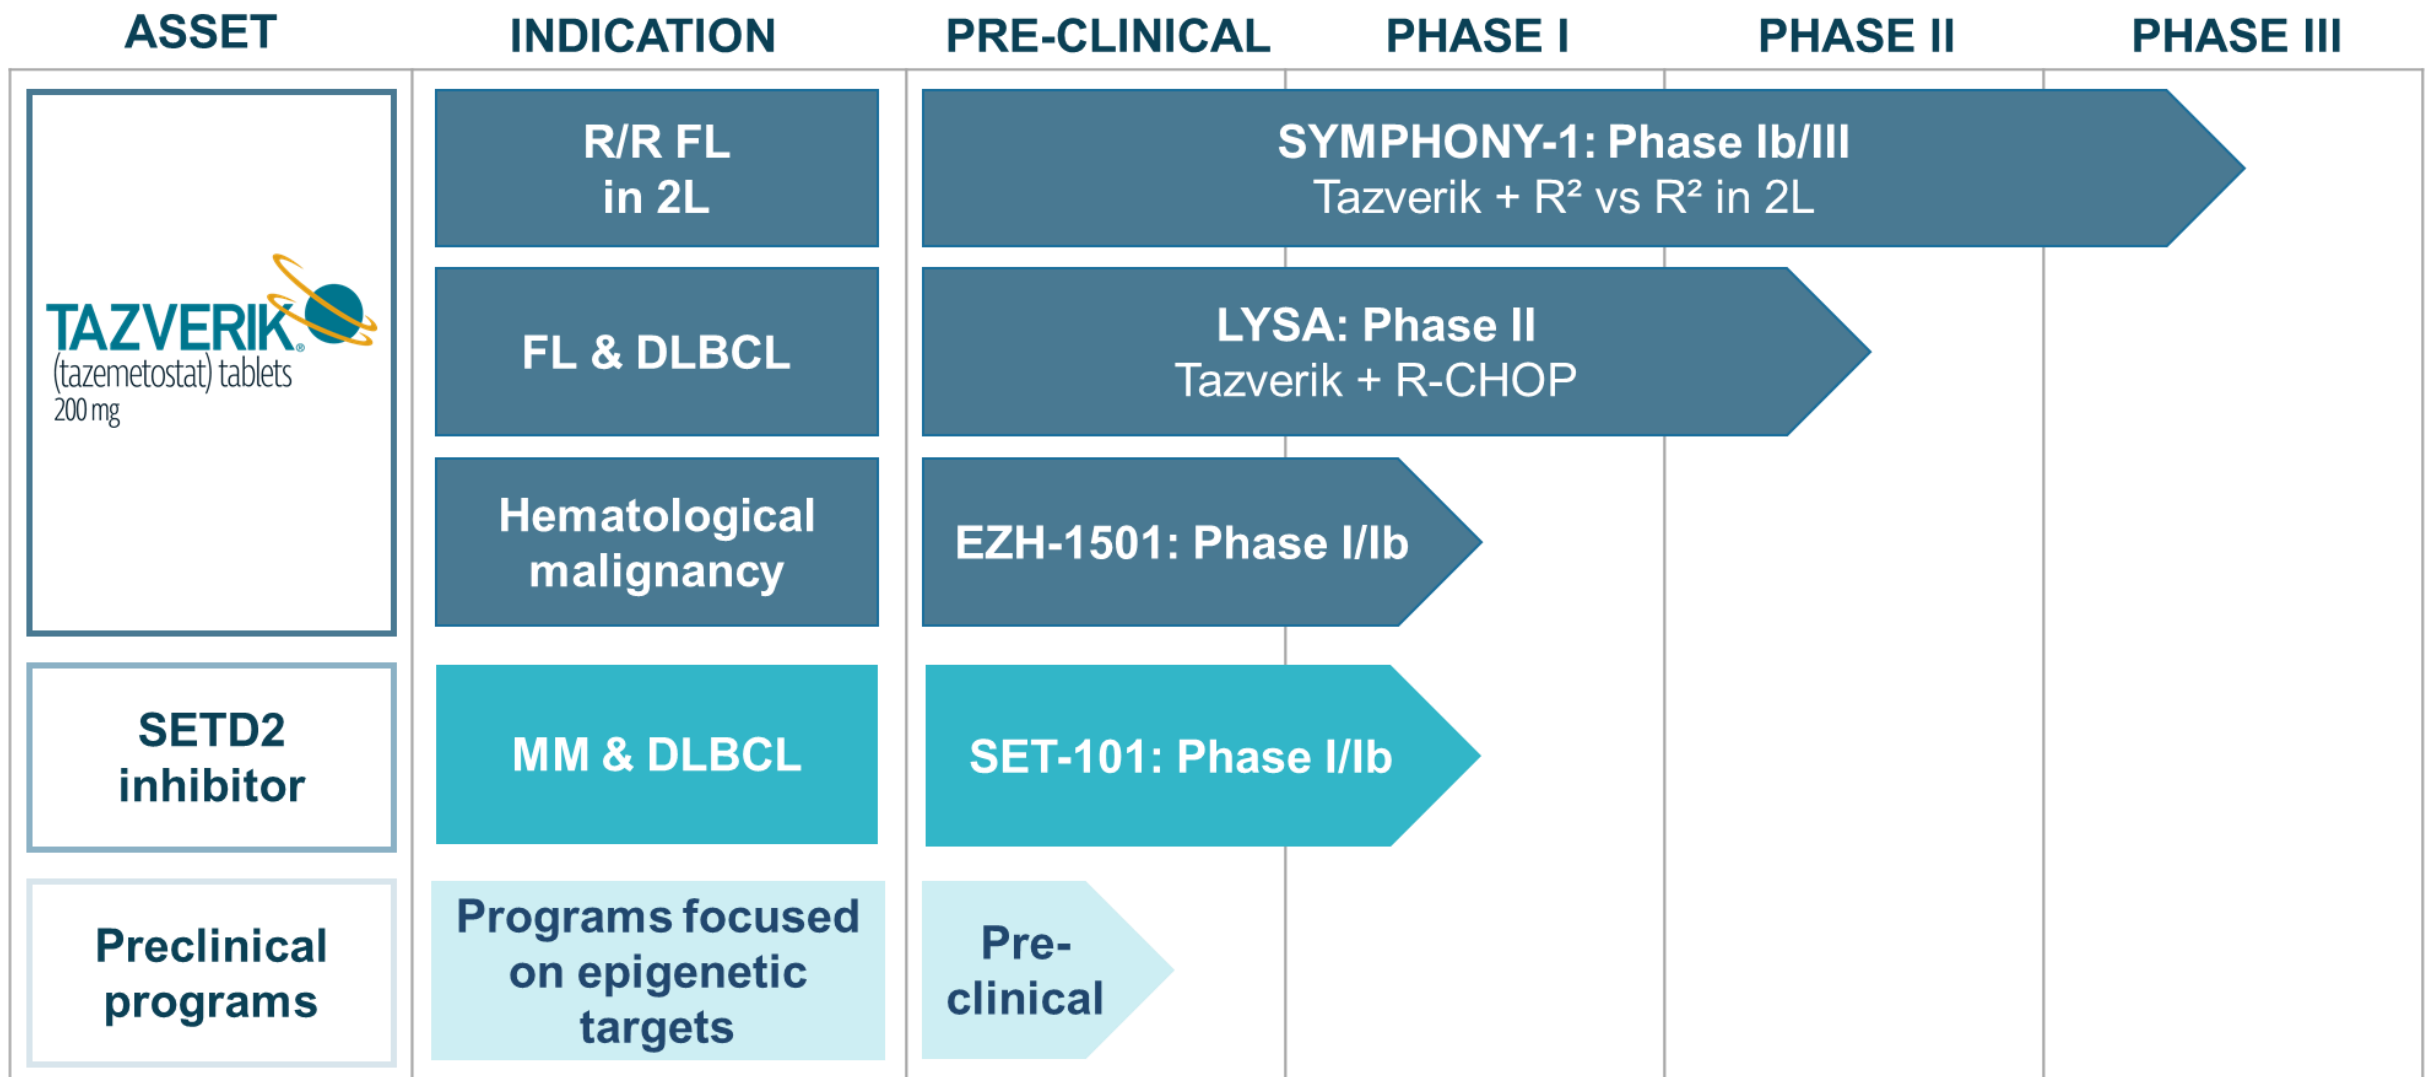 ASSET
INDICATION
PRE-CLINICAL
PHASE I
PHASE II
PHASE III
TAZVERIK®
(tazemetostat) tablets
200 mg
R/R FL
in 2L
SYMPHONY-1: Phase Ib/III
Tazverik + R² vs R² in 2L
FL & DLBCL
LYSA: Phase II
Tazverik + R-CHOP
Hematological
malignancy
EZH-1501: Phase I/Ib
SETD2
inhibitor
MM & DLBCL
SET-101: Phase I/Ib
Preclinical
programs
Programs focused
on epigenetic
targets
Pre-
clinical